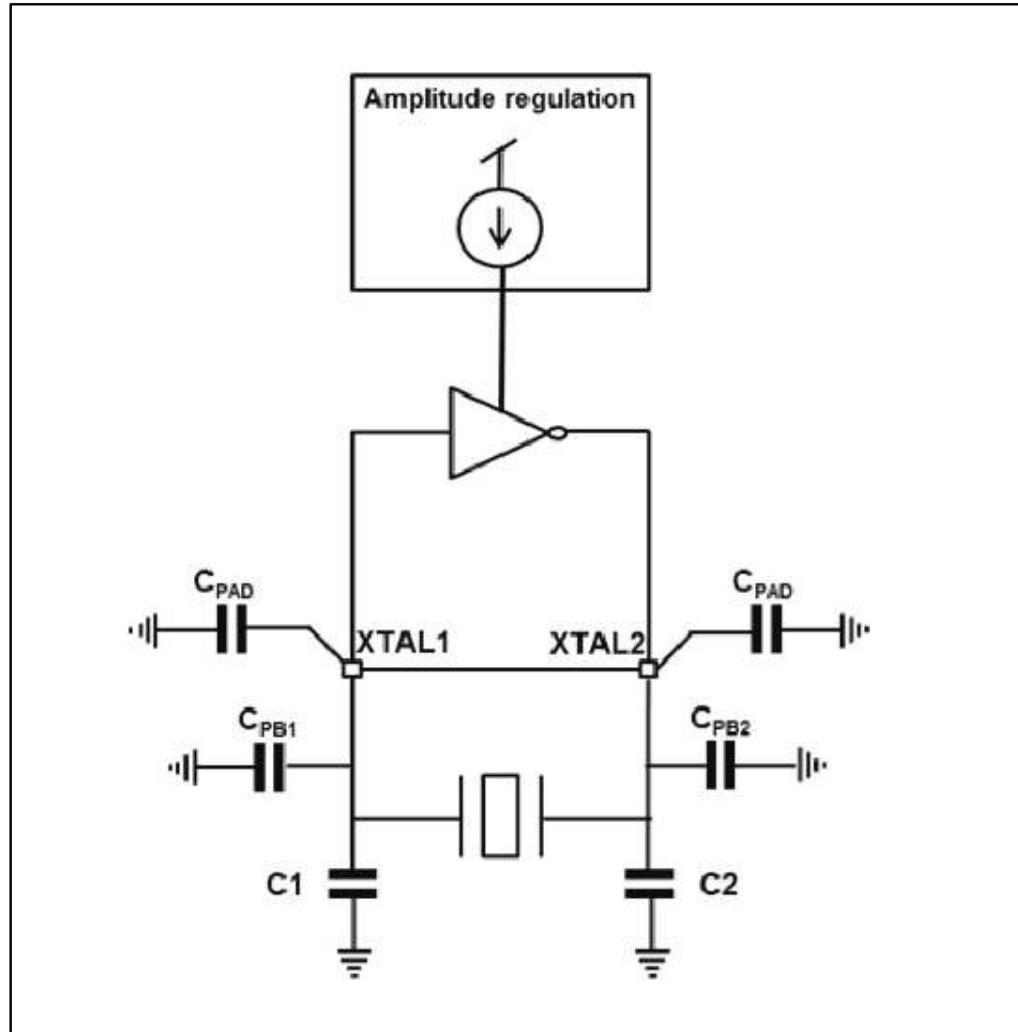 Amplitude regulation
CPAD
CPAD
XTAL1
XTAL2
CPB1
CPB2
C1
C2